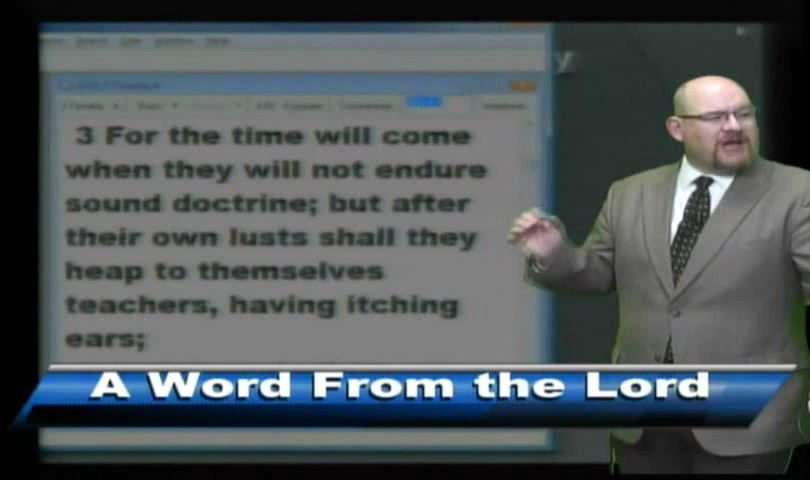 3 For the time will come
when they will not endure
sound doctrine; but after
their own lusts shall they
heap to themselves
teachers, having itching
ears;
A Word From the Lord